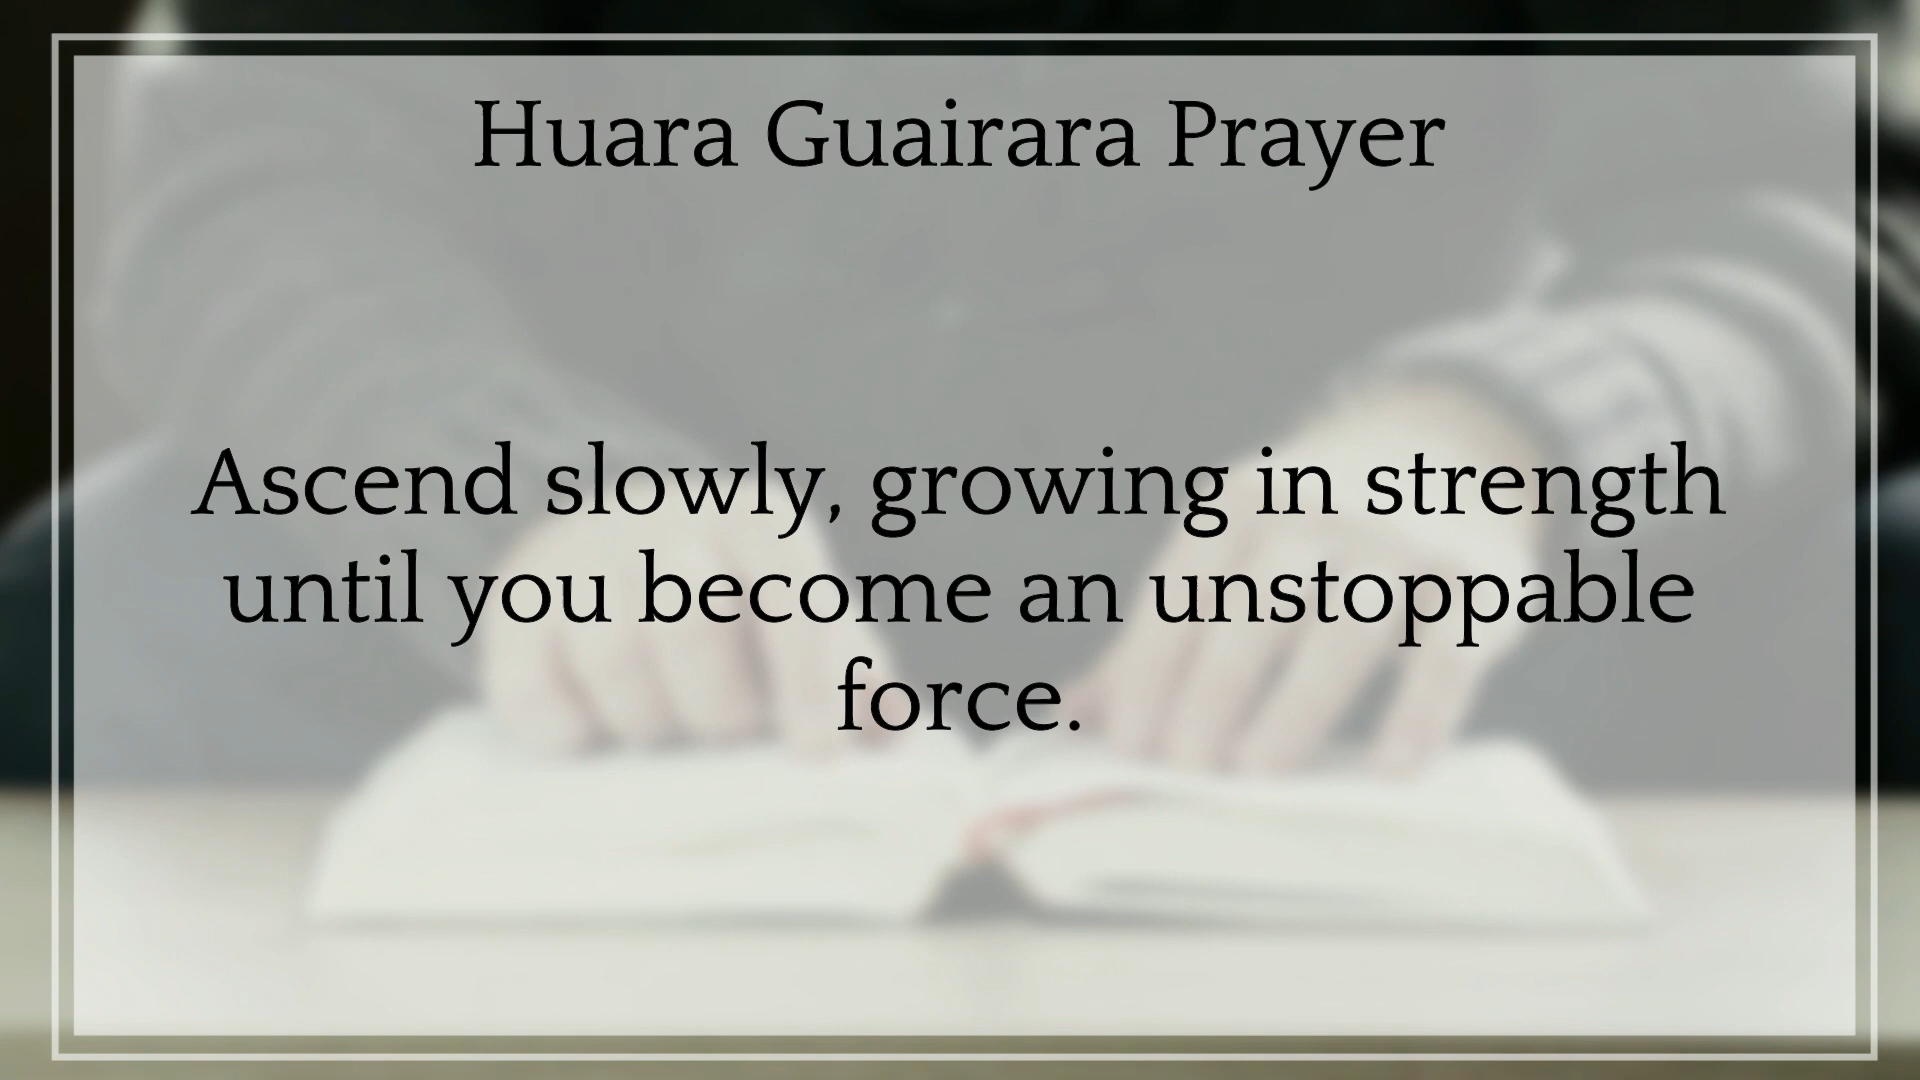 Huara Guairara Prayer
Ascend slowly, growing in strength
until you become an unstoppable
force.